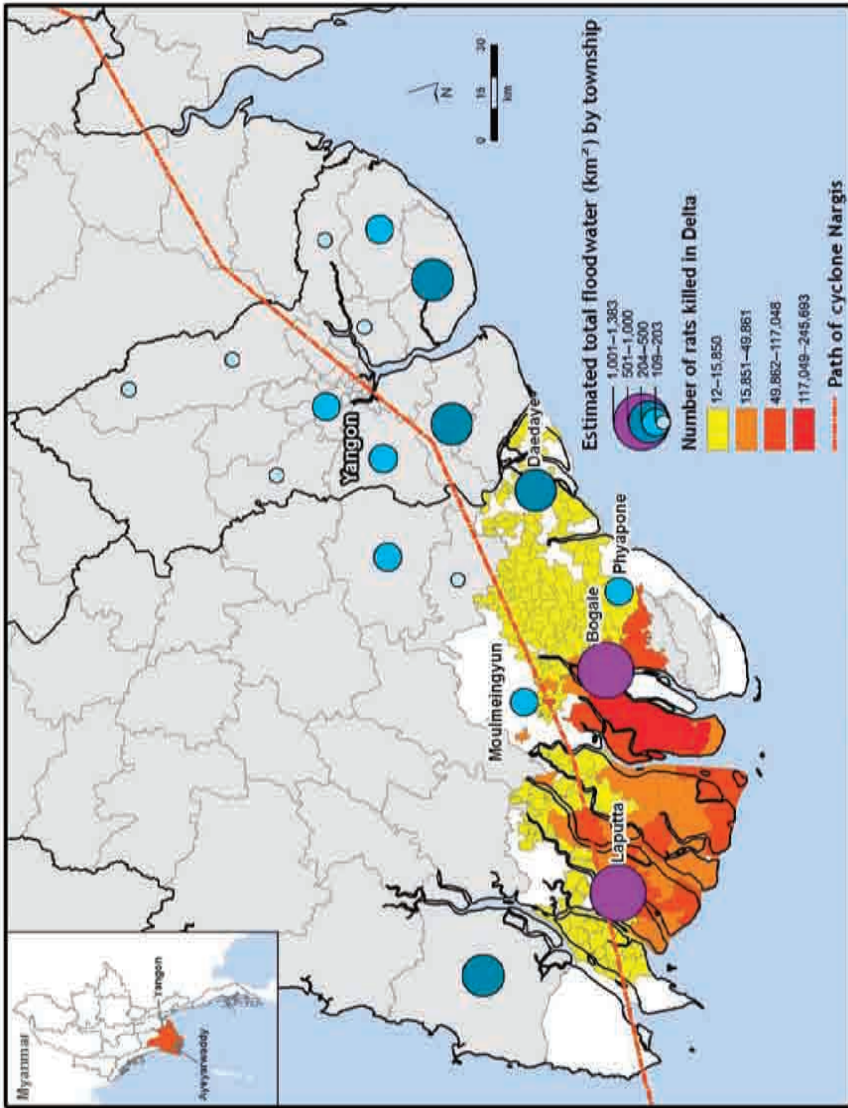 Myanmar
Yangon
Ayeyarwaddy
Yangon
Daedaye
Phyapone
Bogale
Moulmeingyun
Laputta
N
0 15 30
km
Estimated total floodwater (km²) by township
1,001–1,383
501–1,000
204–500
109–203
Number of rats killed in Delta
12–15,850
15,851–49,861
49,862–117,048
117,049–245,693
Path of cyclone Nargis